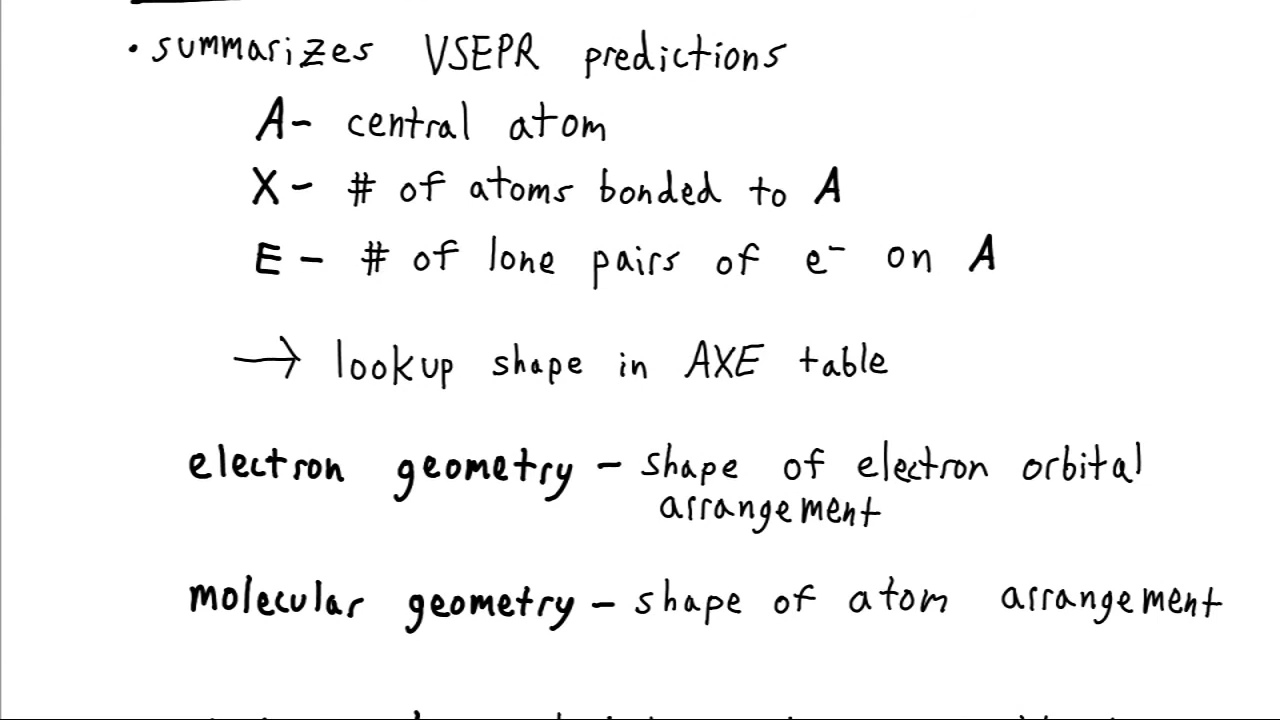 • summarizes VSEPR predictions
A - central atom
X - # of atoms bonded to A
E - # of lone pairs of e⁻ on A
→ lookup shape in AXE table
electron geometry - shape of electron orbital
arrangement
molecular geometry - shape of atom arrangement